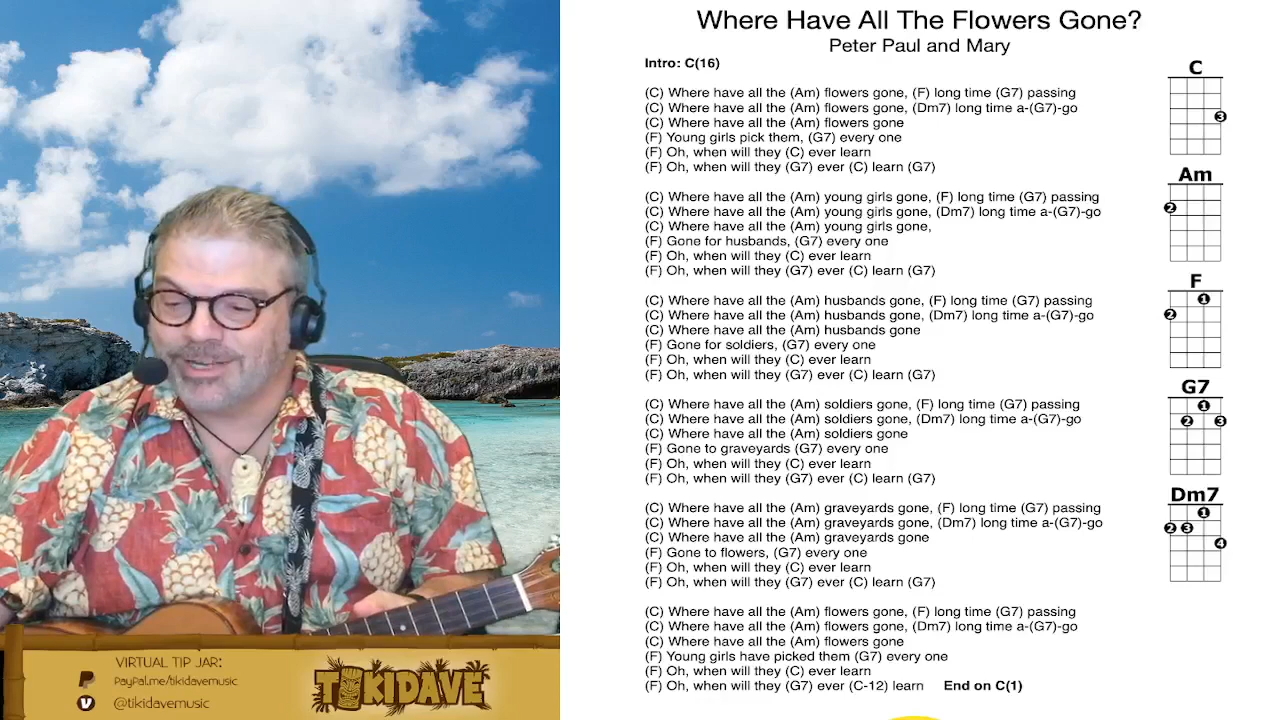 Where Have All The Flowers Gone?
Peter Paul and Mary
Intro: C(16)
(C) Where have all the (Am) flowers gone, (F) long time (G7) passing
(C) Where have all the (Am) flowers gone, (Dm7) long time a-(G7)-go
(C) Where have all the (Am) flowers gone
(F) Young girls pick them, (G7) every one
(F) Oh, when will they (C) ever learn
(F) Oh, when will they (G7) ever (C) learn (G7)
(C) Where have all the (Am) young girls gone, (F) long time (G7) passing
(C) Where have all the (Am) young girls gone, (Dm7) long time a-(G7)-go
(C) Where have all the (Am) young girls gone,
(F) Gone for husbands, (G7) every one
(F) Oh, when will they (C) ever learn
(F) Oh, when will they (G7) ever (C) learn (G7)
(C) Where have all the (Am) husbands gone, (F) long time (G7) passing
(C) Where have all the (Am) husbands gone, (Dm7) long time a-(G7)-go
(C) Where have all the (Am) husbands gone
(F) Gone for soldiers, (G7) every one
(F) Oh, when will they (C) ever learn
(F) Oh, when will they (G7) ever (C) learn (G7)
(C) Where have all the (Am) soldiers gone, (F) long time (G7) passing
(C) Where have all the (Am) soldiers gone, (Dm7) long time a-(G7)-go
(C) Where have all the (Am) soldiers gone
(F) Gone to graveyards (G7) every one
(F) Oh, when will they (C) ever learn
(F) Oh, when will they (G7) ever (C) learn (G7)
(C) Where have all the (Am) graveyards gone, (F) long time (G7) passing
(C) Where have all the (Am) graveyards gone, (Dm7) long time a-(G7)-go
(C) Where have all the (Am) graveyards gone
(F) Gone to flowers, (G7) every one
(F) Oh, when will they (C) ever learn
(F) Oh, when will they (G7) ever (C) learn (G7)
(C) Where have all the (Am) flowers gone, (F) long time (G7) passing
(C) Where have all the (Am) flowers gone, (Dm7) long time a-(G7)-go
(C) Where have all the (Am) flowers gone
(F) Young girls have picked them (G7) every one
(F) Oh, when will they (C) ever learn
(F) Oh, when will they (G7) ever (C-12) learn End on C(1)
C
3
Am
2
F
1
2
G7
1
2 3
Dm7
1
2 3
4
VIRTUAL TIP JAR:
PayPal.me/tikidavemusic
@tikidavemusic
TIKIDAVE